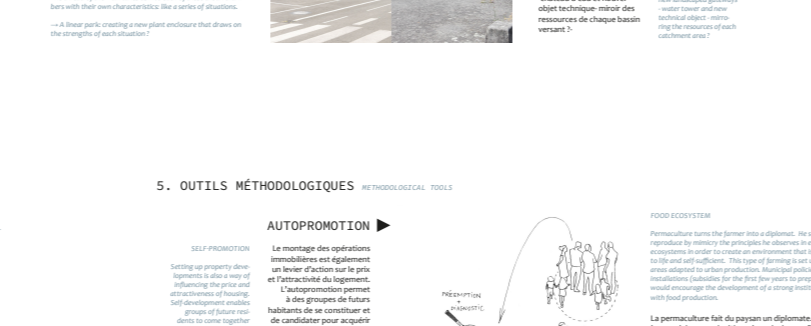 bers with their own characteristics: like a series of situations.
→ A linear park: creating a new plant enclosure that draws on
the strengths of each situation?
objet technique- miroir des
ressources de chaque bassin
versant ?-
- water tower and new
technical object - mirro-
ring the resources of each
catchment area ?
5. OUTILS MÉTHODOLOGIQUES METHODOLOGICAL TOOLS
AUTOPROMOTION
SELF-PROMOTION
Setting up property deve-
lopments is also a way of
influencing the price and
attractiveness of housing.
Self-development enables
groups of future resi-
dents to come together
Le montage des opérations
immobilières est également
un levier d'action sur le prix
et l'attractivité du logement.
L'autopromotion permet
à des groupes de futurs
habitants de se constituer et
de candidater pour acquérir
PRÉEMPTION
+
DIAGNOSTIC
FOOD ECOSYSTEM
Permaculture turns the farmer into a diplomat. He s
reproduce by mimicry the principles he observes in e
ecosystems in order to create an environment that is
to life and self-sufficient. This type of farming is set
areas adapted to urban production. Municipal polici
installations (subsidies for the first few years to prep
would encourage the development of a strong instit
with food production.
La permaculture fait du paysan un diplomate,